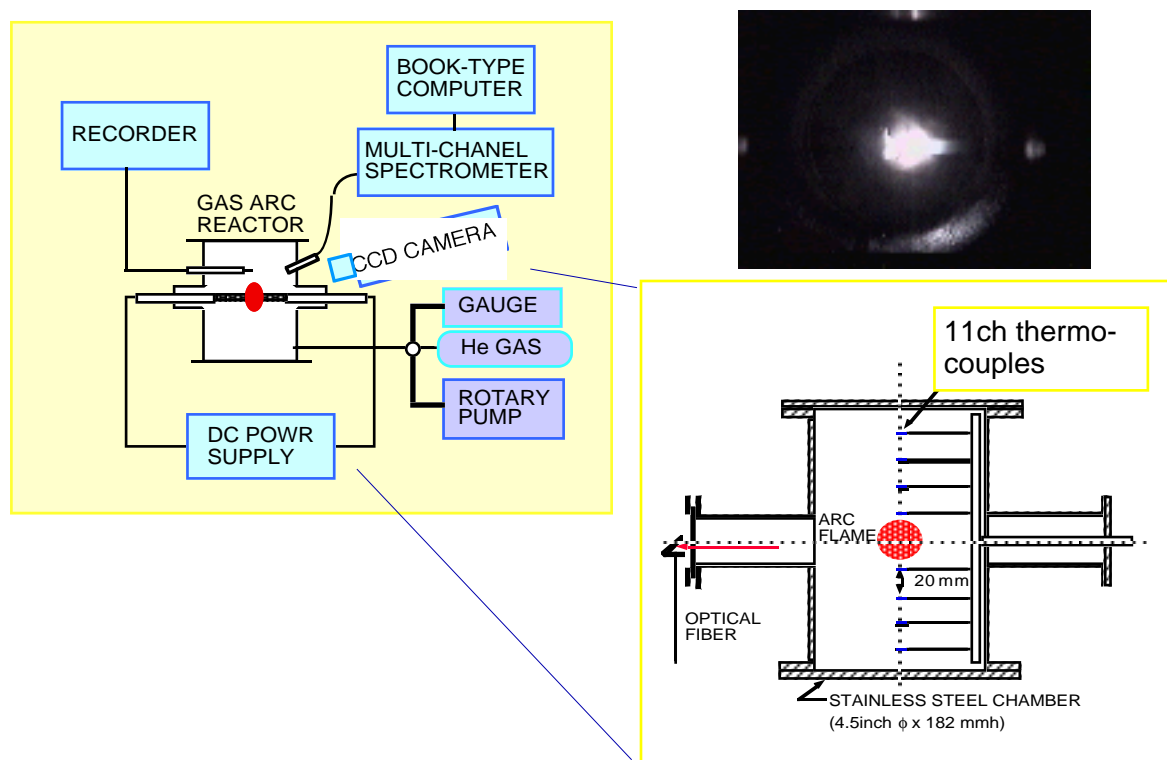 BOOK-TYPE
COMPUTER
RECORDER
MULTI-CHANEL
SPECTROMETER
GAS ARC
REACTOR
CCD CAMERA
GAUGE
He GAS
ROTARY
PUMP
DC POWR
SUPPLY
11ch thermo-
couples
ARC
FLAME
20 mm
OPTICAL
FIBER
STAINLESS STEEL CHAMBER
(4.5inch ϕ x 182 mmh)